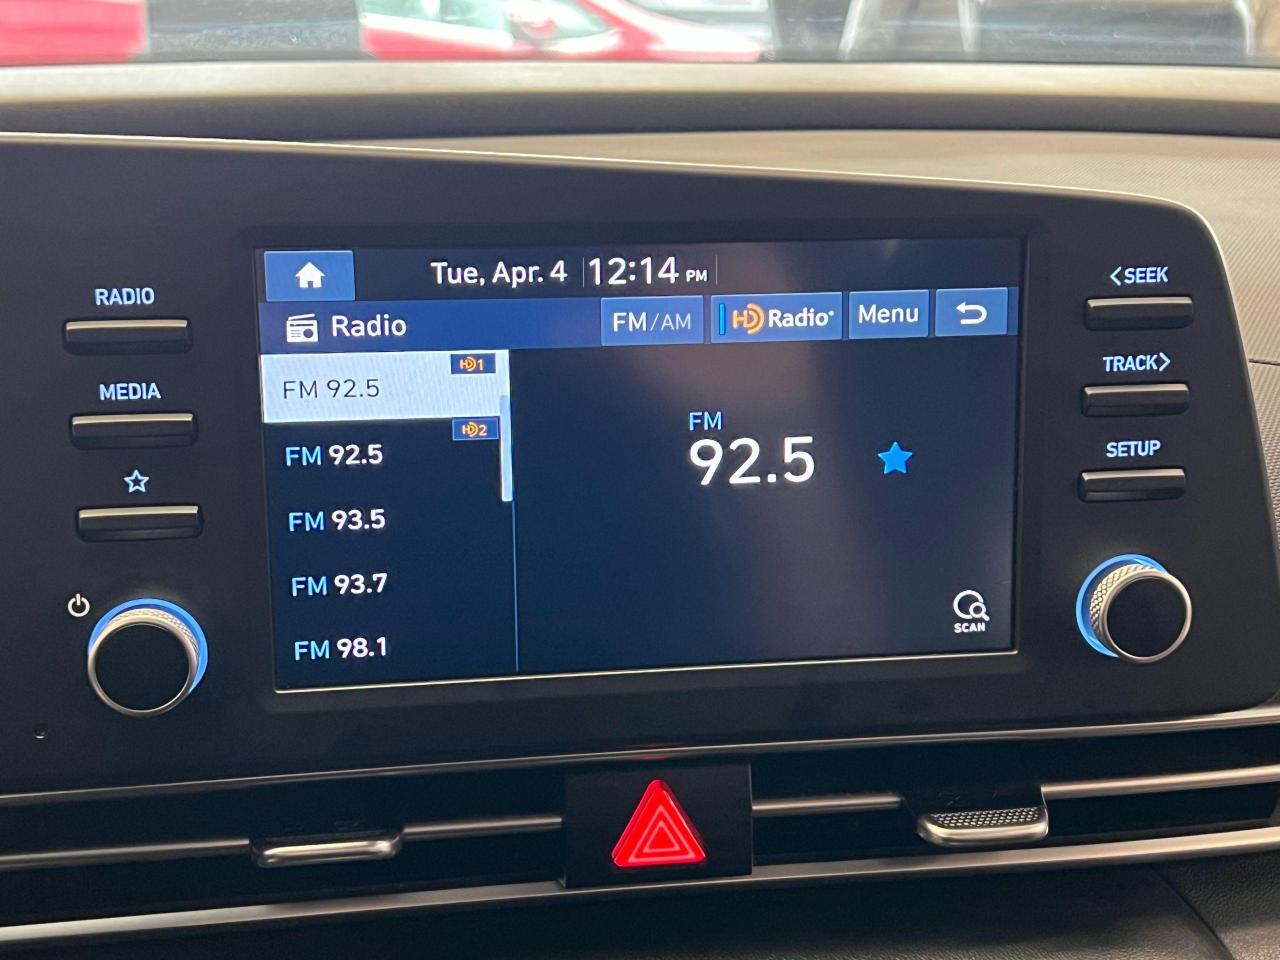 RADIO
MEDIA
Tue, Apr. 4 12:14 PM
Radio
FM/AM
HD Radio
Menu
HD1
FM 92.5
HD2
FM 92.5
FM 93.5
FM 93.7
FM 98.1
FM
92.5
SCAN
<SEEK
TRACK>
SETUP